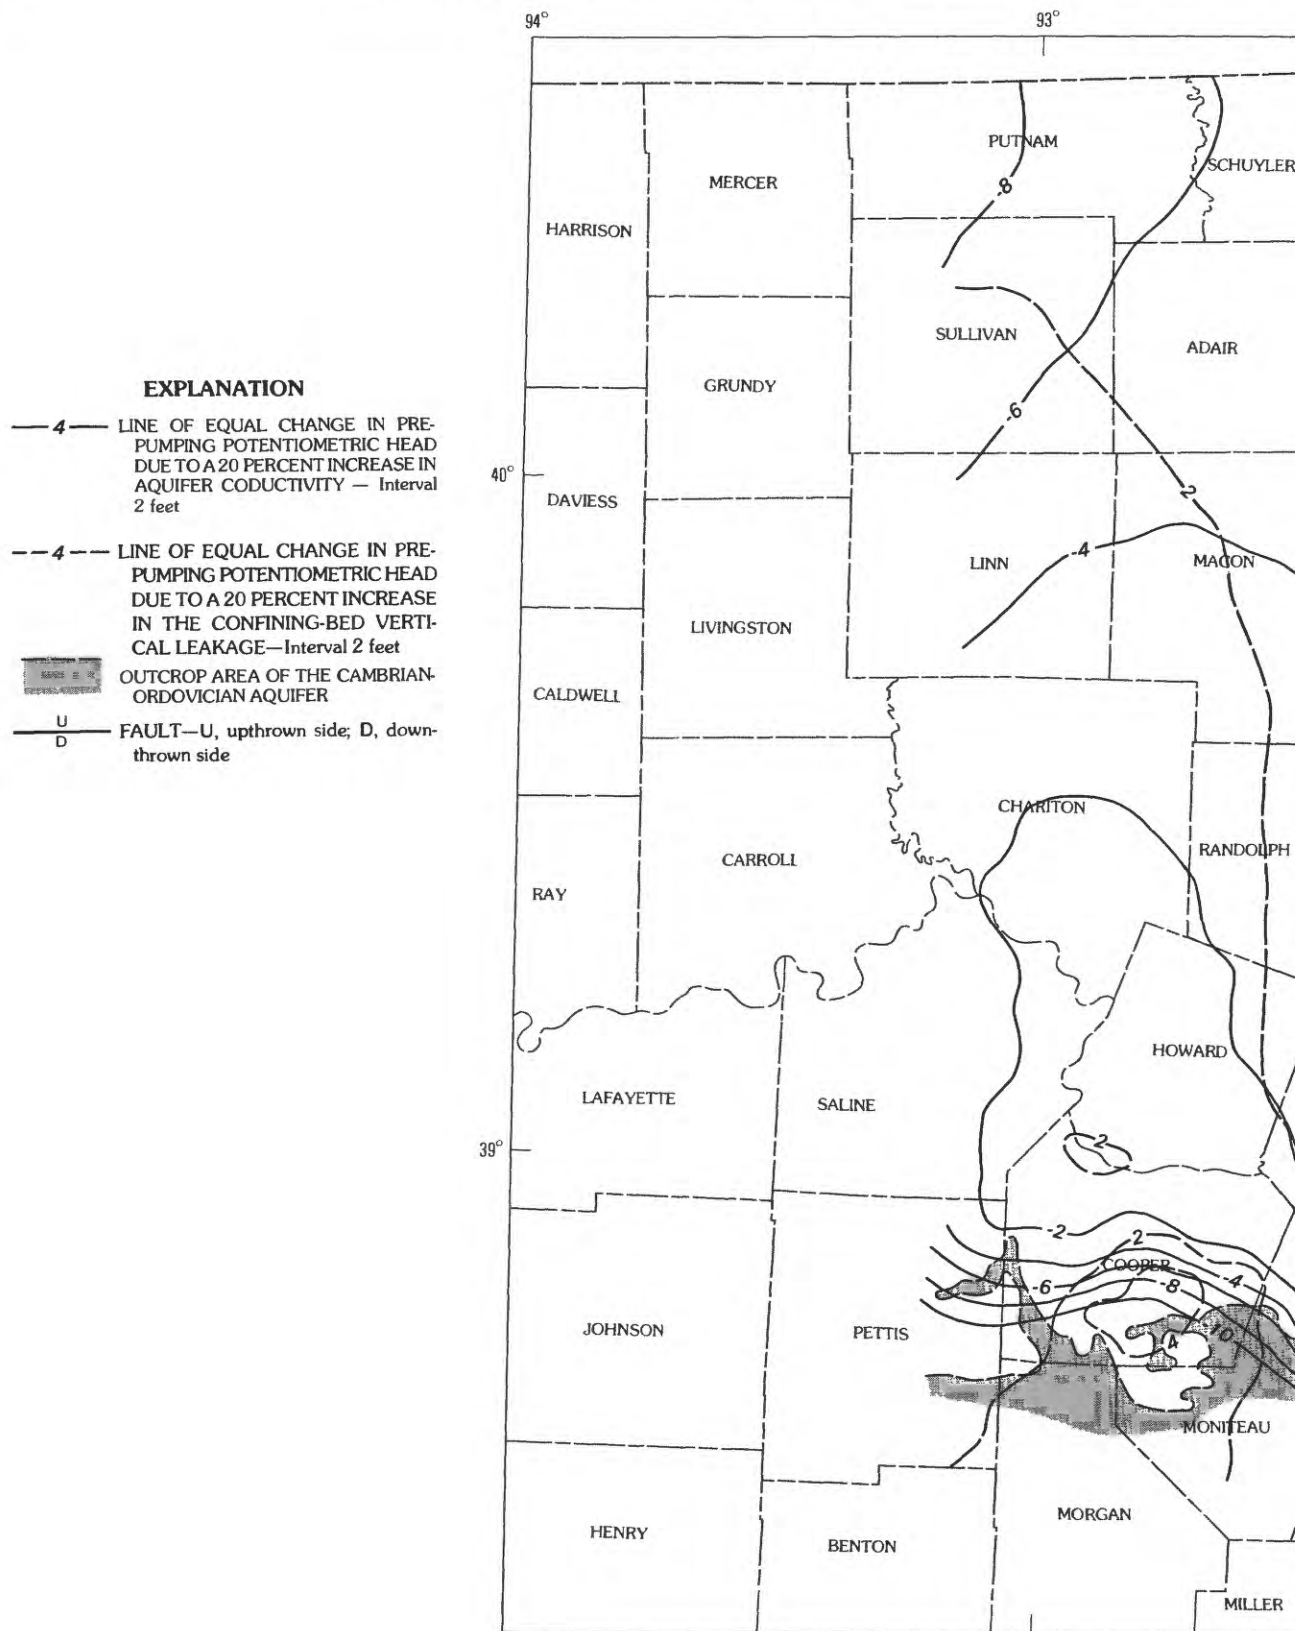 94°
93°
PUTNAM
SCHUYLER
MERCER
-8
HARRISON
SULLIVAN
ADAIR
GRUNDY
EXPLANATION
4 LINE OF EQUAL CHANGE IN PRE-
PUMPING POTENTIOMETRIC HEAD
DUE TO A 20 PERCENT INCREASE IN
AQUIFER CODUCTIVITY — Interval
2 feet
4 LINE OF EQUAL CHANGE IN PRE-
PUMPING POTENTIOMETRIC HEAD
DUE TO A 20 PERCENT INCREASE
IN THE CONFINING-BED VERTI-
CAL LEAKAGE—Interval 2 feet
OUTCROP AREA OF THE CAMBRIAN-
ORDOVICIAN AQUIFER
U
D
FAULT—U, upthrown side; D, down-
thrown side
-6
40°
2
DAVIESS
-4
LINN
MACON
LIVINGSTON
CALDWELL
CHARITON
RANDOLPH
CARROLL
RAY
HOWARD
LAFAYETTE
SALINE
2
39°
-2
2
COOPER
-4
-6
-8
JOHNSON
PETTIS
10
4
MONITEAU
MORGAN
HENRY
BENTON
MILLER